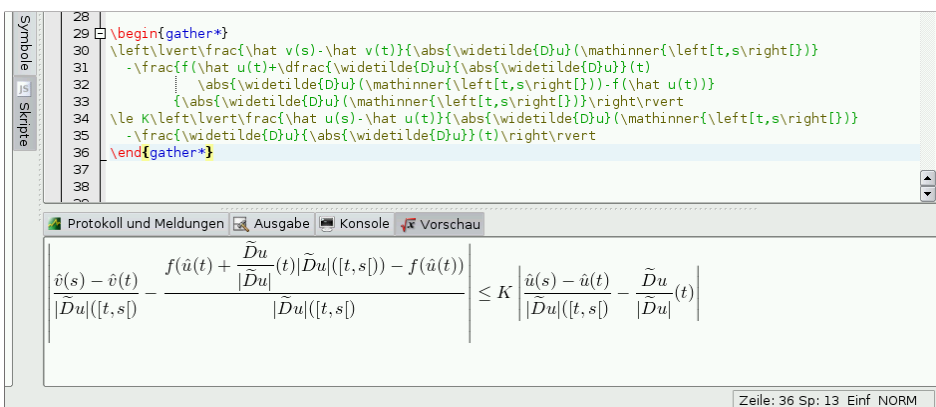 Symbole
Skripte
28
29 \begin{gather*}
30 \left\lvert\frac{\hat v(s)-\hat v(t)}{\abs{\widetilde{D}u}(\mathinner{\left[t,s\right[})}
31 -\frac{f(\hat u(t)+\dfrac{\widetilde{D}u}{\abs{\widetilde{D}u}}(t)
32 \abs{\widetilde{D}u}(\mathinner{\left[t,s\right[}))-f(\hat u(t))}
33 {\abs{\widetilde{D}u}(\mathinner{\left[t,s\right[})}\right\rvert
34 \le K\left\lvert\frac{\hat u(s)-\hat u(t)}{\abs{\widetilde{D}u}(\mathinner{\left[t,s\right[})}
35 -\frac{\widetilde{D}u}{\abs{\widetilde{D}u}}(t)\right\rvert
36 \end{gather*}
37
38
Protokoll und Meldungen Ausgabe Konsole Vorschau
|(v̂(s) − v̂(t))/(|D̃u|([t, s[)) − (f(û(t) + (D̃u)/(|D̃u|)(t)|D̃u|([t, s[)) − f(û(t)))/(|D̃u|([t, s[))| ≤ K |(û(s) − û(t))/(|D̃u|([t, s[)) − (D̃u)/(|D̃u|)(t)|
Zeile: 36 Sp: 13 Einf NORM